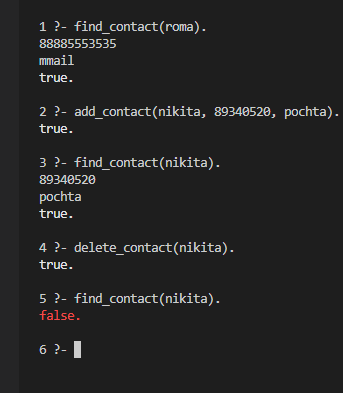 1 ?- find_contact(roma).
88885553535
mmail
true.
2 ?- add_contact(nikita, 89340520, pochta).
true.
3 ?- find_contact(nikita).
89340520
pochta
true.
4 ?- delete_contact(nikita).
true.
5 ?- find_contact(nikita).
false.
6 ?-